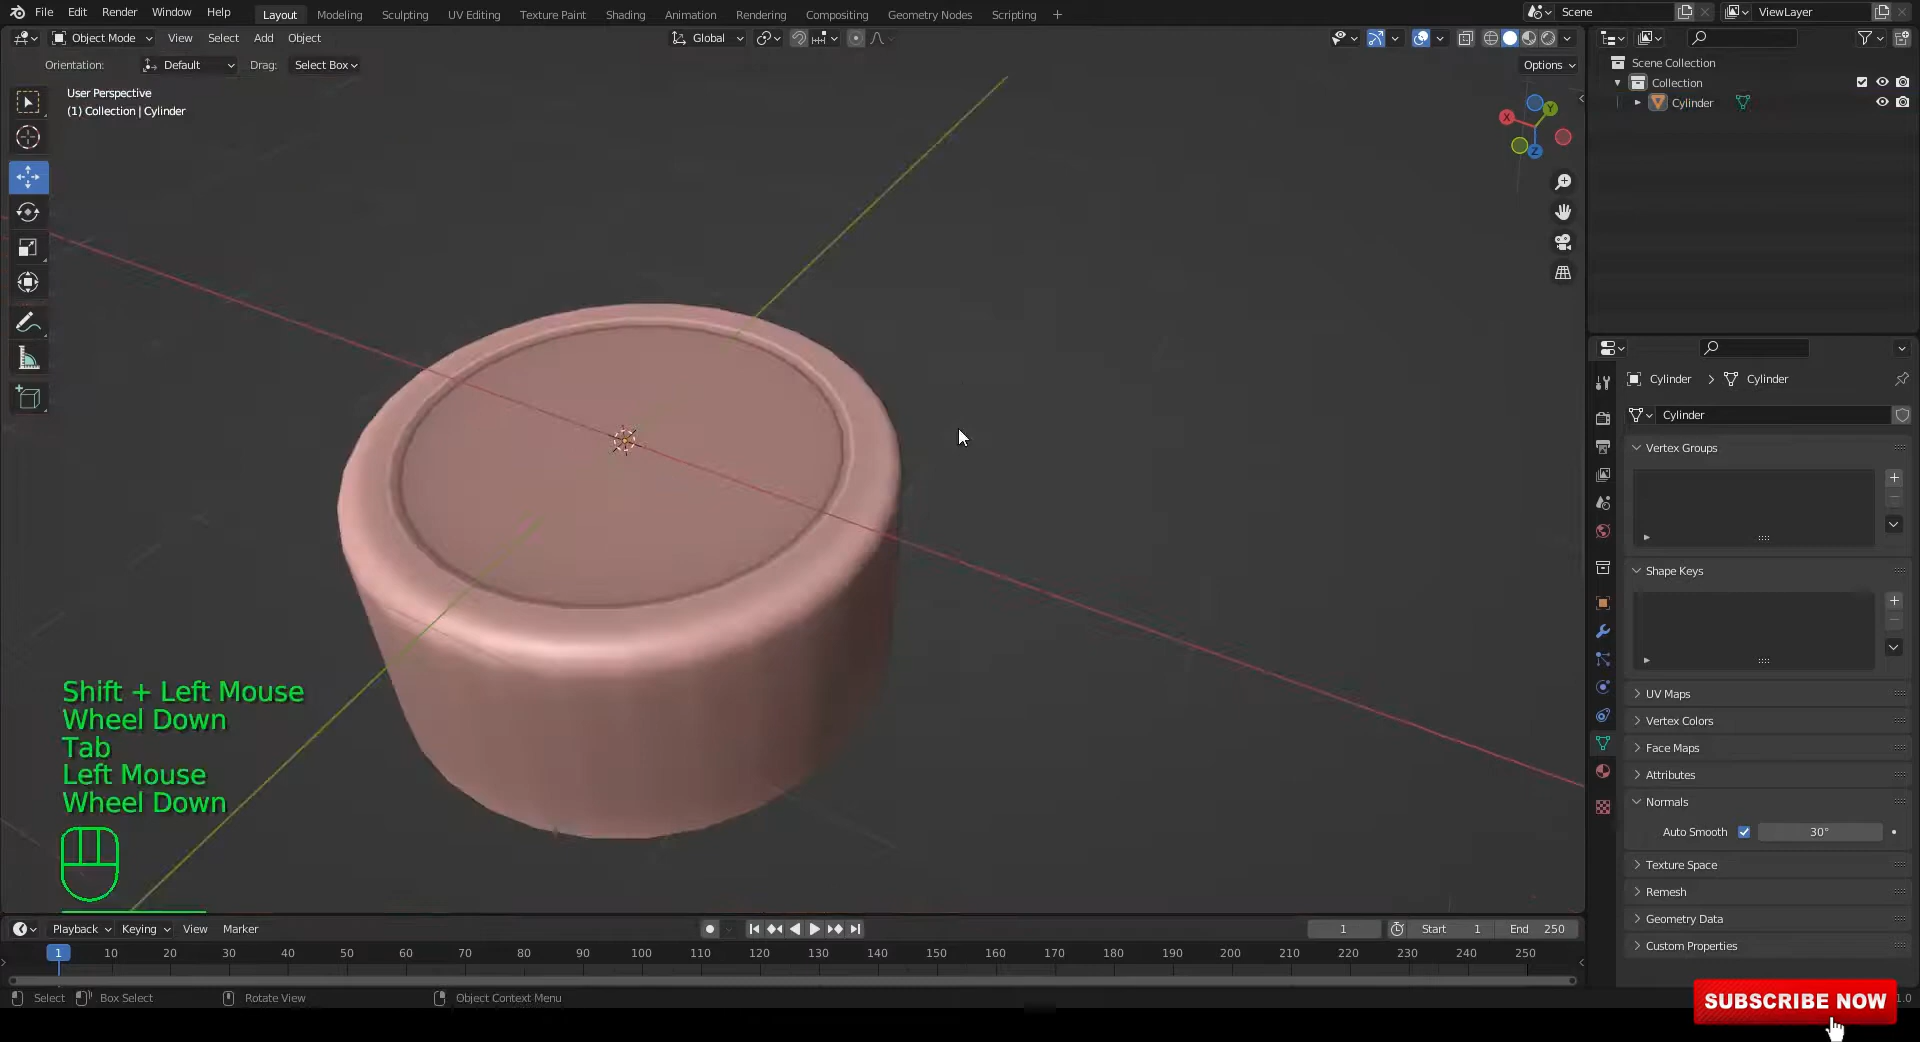 File Edit Render Window Help Layout Modeling Sculpting UV Editing Texture Paint Shading Animation Rendering Compositing Geometry Nodes Scripting + Scene ViewLayer
Object Mode View Select Add Object Global
Orientation: Default Drag: Select Box Options
User Perspective
(1) Collection | Cylinder
X Y Z
Scene Collection
Collection
Cylinder
Cylinder > Cylinder
Cylinder
Vertex Groups
Shape Keys
UV Maps
Vertex Colors
Face Maps
Attributes
Normals
Auto Smooth 30°
Texture Space
Remesh
Geometry Data
Custom Properties
Shift + Left Mouse
Wheel Down
Tab
Left Mouse
Wheel Down
Playback Keying View Marker 1 Start 1 End 250
1 10 20 30 40 50 60 70 80 90 100 110 120 130 140 150 160 170 180 190 200 210 220 230 240 250
Select Box Select Rotate View Object Context Menu
SUBSCRIBE NOW
1.0